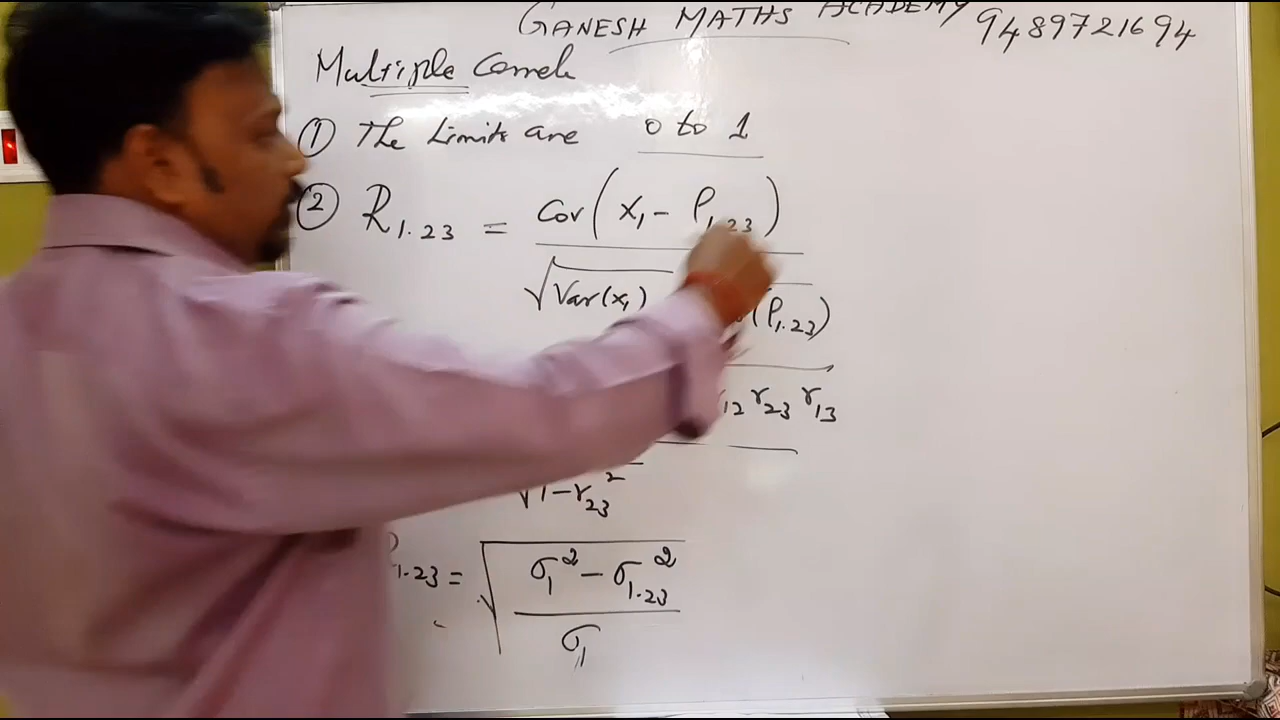 GANESH MATHS ACADEMY
9489721694
Multiple Correl
① The Limits are 0 to 1
② R₁.₂₃ = Cov(X₁ - P₁.₂₃)
√Var(x₁) (P₁.₂₃)
₁₂ r₂₃ r₁₃
√1-r₂₃²
₁.₂₃ = √σ₁² - σ₁.₂₃²
σ₁